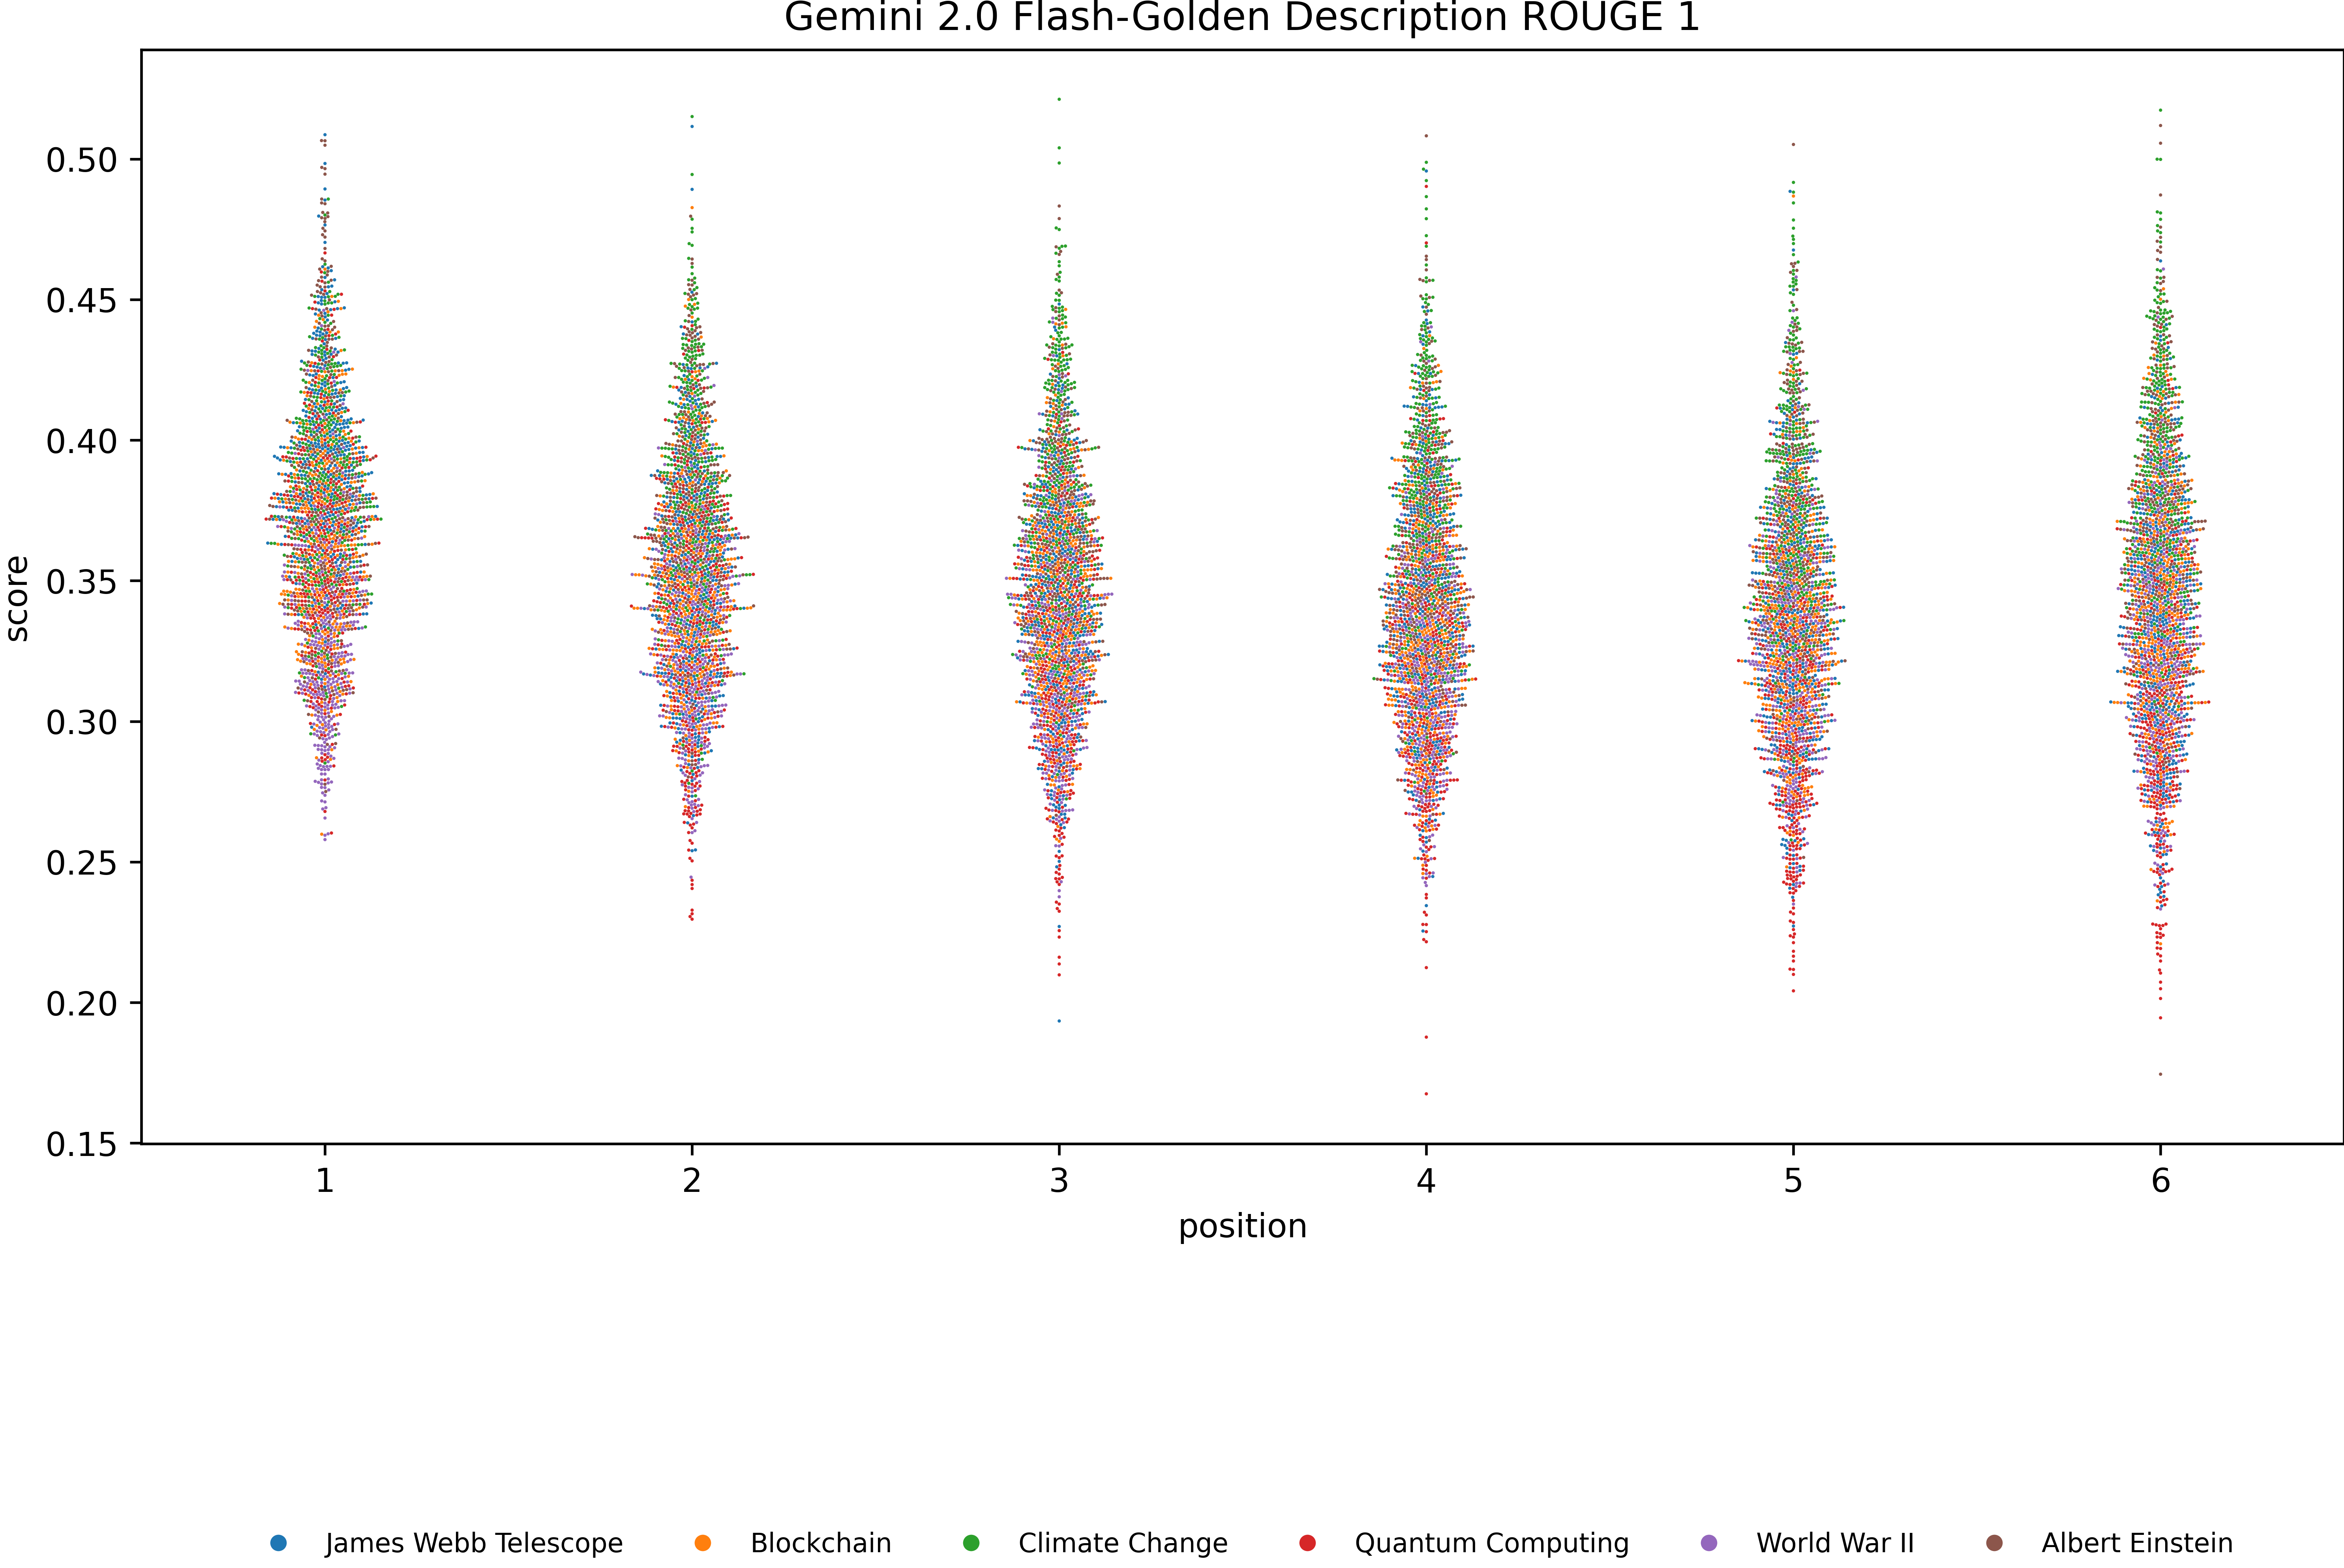 Gemini 2.0 Flash-Golden Description ROUGE 1
score
0.50
0.45
0.40
0.35
0.30
0.25
0.20
0.15
1 2 3 4 5 6
position
James Webb Telescope Blockchain Climate Change Quantum Computing World War II Albert Einstein